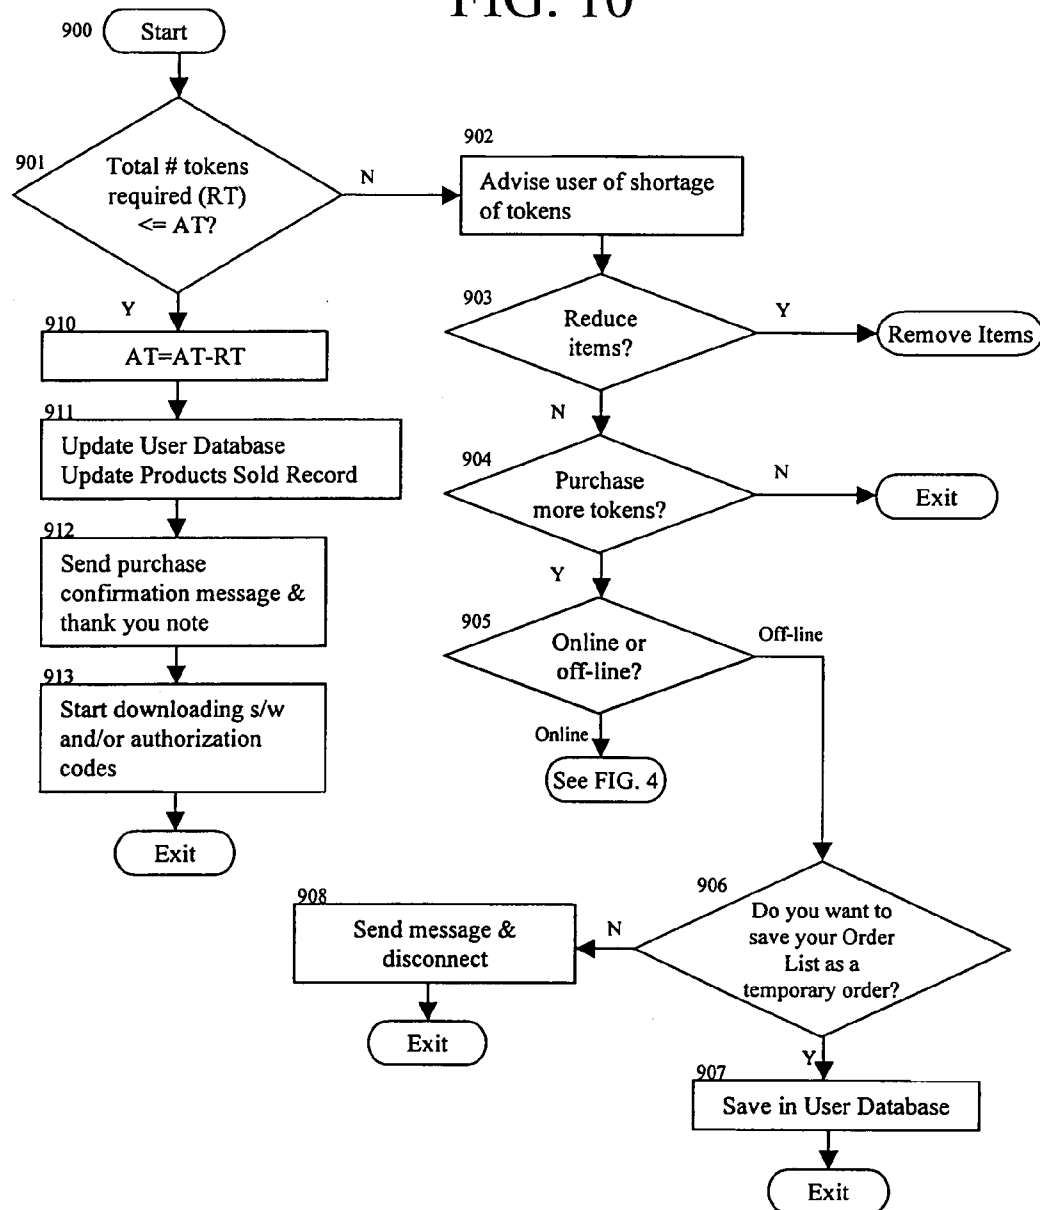 FIG. 10
900
Start
901
Total # tokens
required (RT)
<= AT?
N
902
Advise user of shortage
of tokens
Y
903
Reduce
items?
Y
Remove Items
910
AT=AT-RT
N
911
Update User Database
Update Products Sold Record
904
Purchase
more tokens?
N
Exit
912
Send purchase
confirmation message &
thank you note
Y
905
Online or
off-line?
Off-line
913
Start downloading s/w
and/or authorization
codes
Online
See FIG. 4
Exit
906
Do you want to
save your Order
List as a
temporary order?
N
908
Send message &
disconnect
Exit
Y
907
Save in User Database
Exit